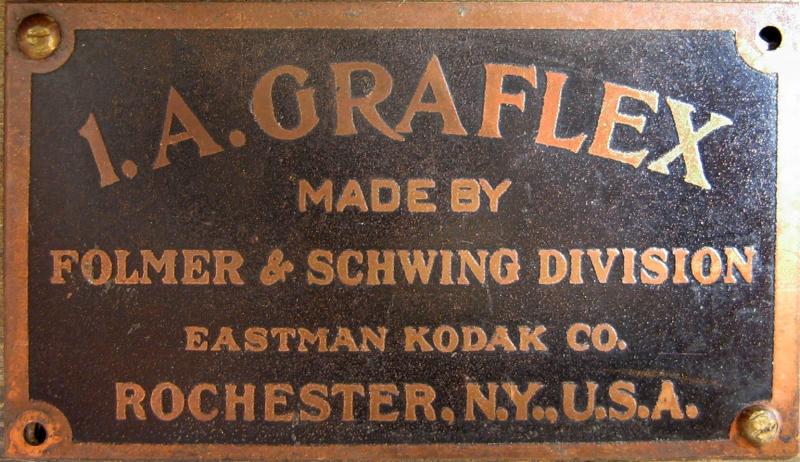 1.A. GRAFLEX
MADE BY
FOLMER & SCHWING DIVISION
EASTMAN KODAK CO.
ROCHESTER, N.Y., U.S.A.